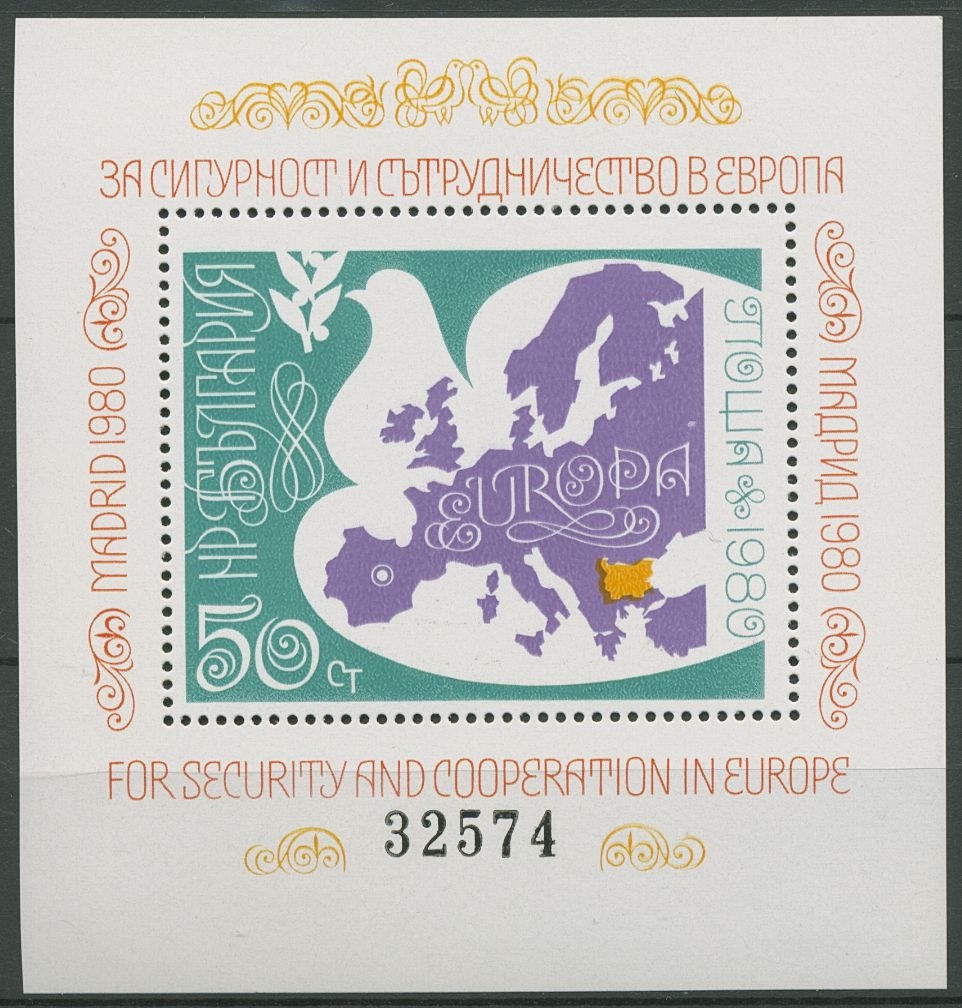 ЗА СИГУРНОСТ И СЪТРУДНИЧЕСТВО В ЕВРОПА
MADRID 1980
НР БЪЛГАРИЯ
50 СТ
EUROPA
ПОЩА 1980
МАДРИД 1980
FOR SECURITY AND COOPERATION IN EUROPE
32574